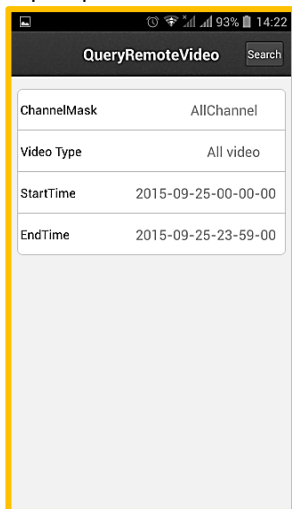 93% 14:22
QueryRemoteVideo Search
ChannelMask AllChannel
Video Type All video
StartTime 2015-09-25-00-00-00
EndTime 2015-09-25-23-59-00